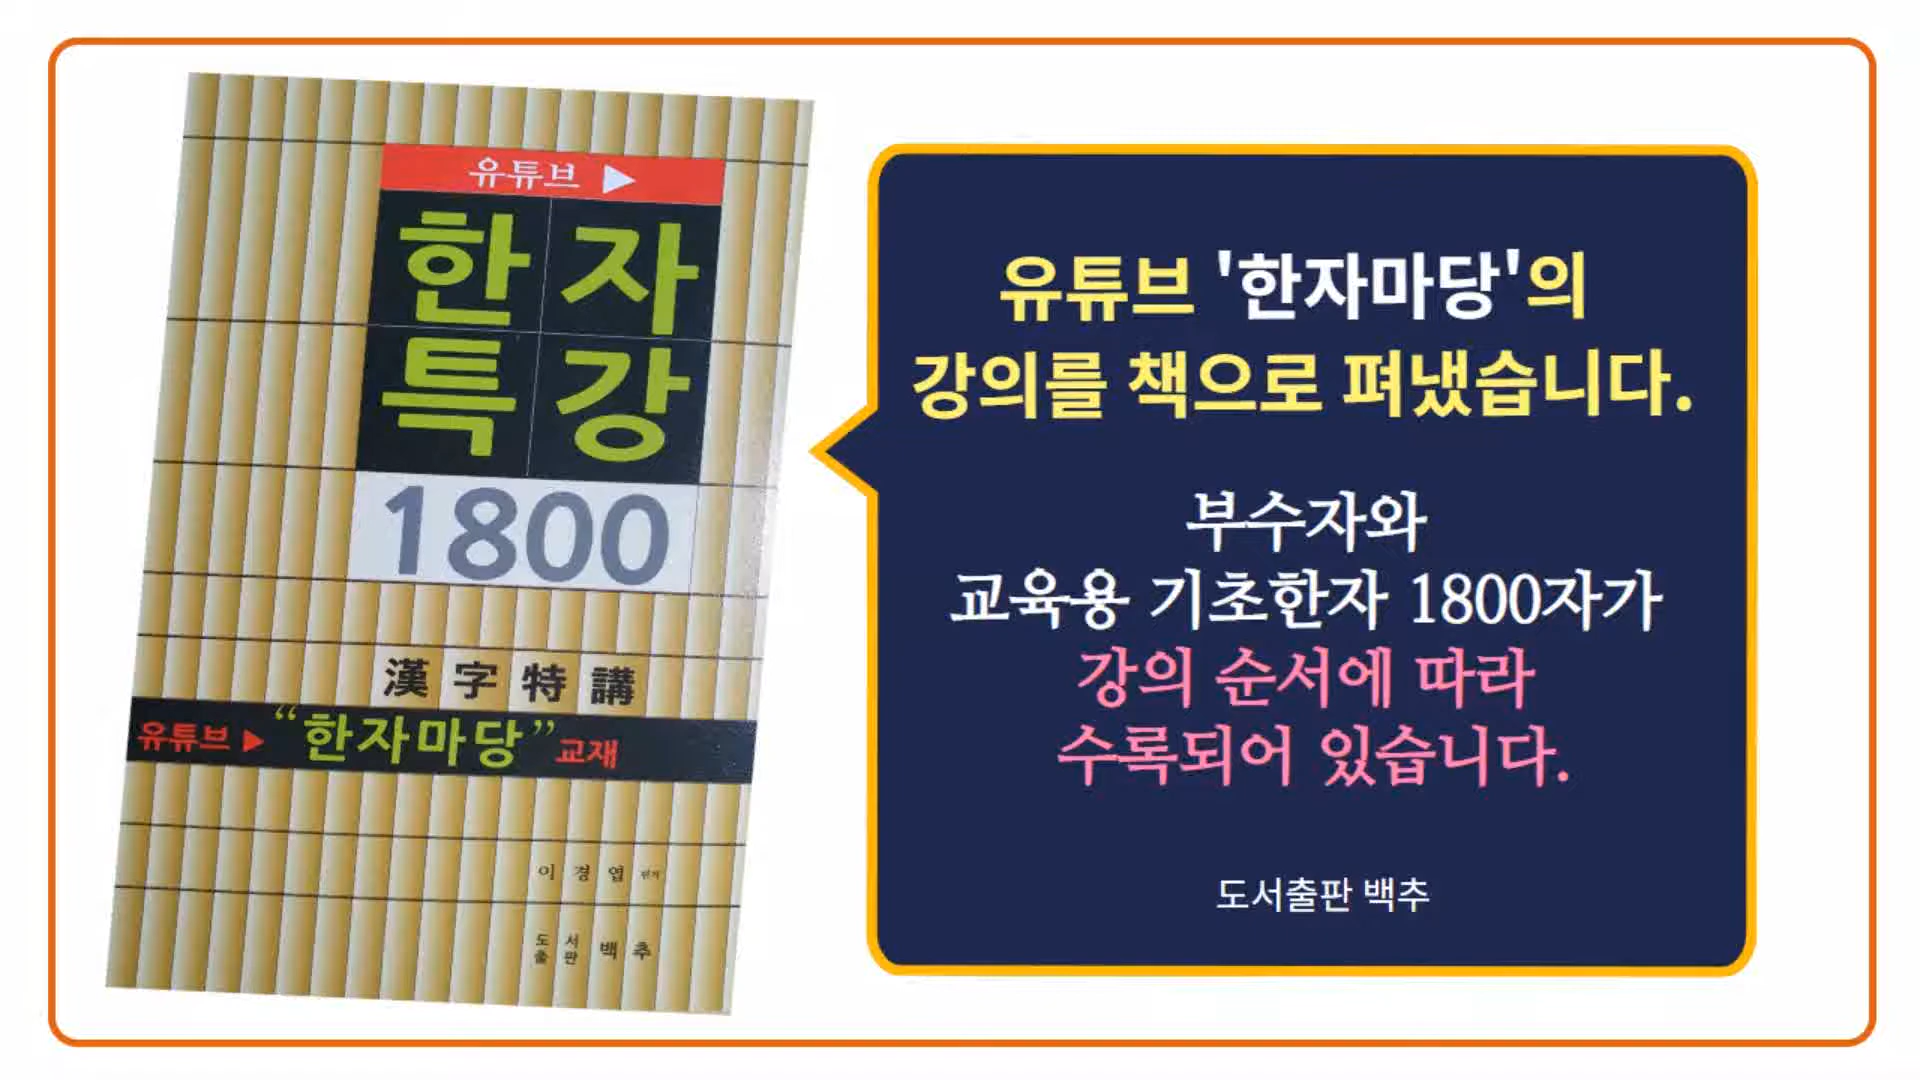 유튜브 ▶
한자
특강
1800
漢字特講
유튜브 ▶ “한자마당” 교재
이경엽
도서출판 백추
유튜브 '한자마당'의
강의를 책으로 펴냈습니다.
부수자와
교육용 기초한자 1800자가
강의 순서에 따라
수록되어 있습니다.
도서출판 백추